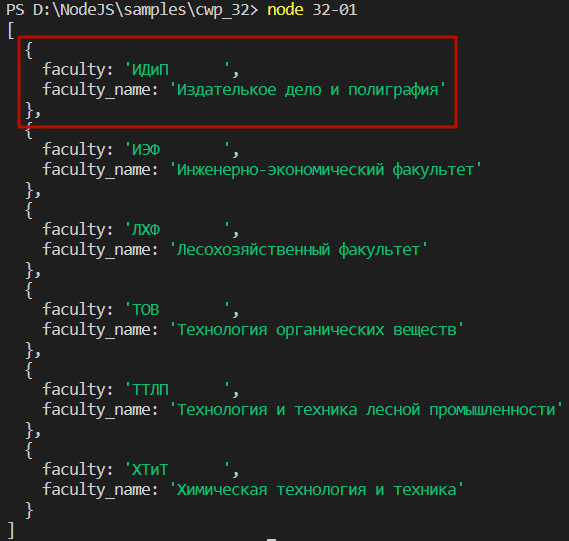 PS D:\NodeJS\samples\cwp_32> node 32-01
[
  {
    faculty: 'ИДиП      ',
    faculty_name: 'Издателькое дело и полиграфия'
  },
  {
    faculty: 'ИЭФ       ',
    faculty_name: 'Инженерно-экономический факультет'
  },
  {
    faculty: 'ЛХФ       ',
    faculty_name: 'Лесохозяйственный факультет'
  },
  {
    faculty: 'ТОВ       ',
    faculty_name: 'Технология органических веществ'
  },
  {
    faculty: 'ТТЛП      ',
    faculty_name: 'Технология и техника лесной промышленности'
  },
  {
    faculty: 'ХТиТ      ',
    faculty_name: 'Химическая технология и техника'
  }
]